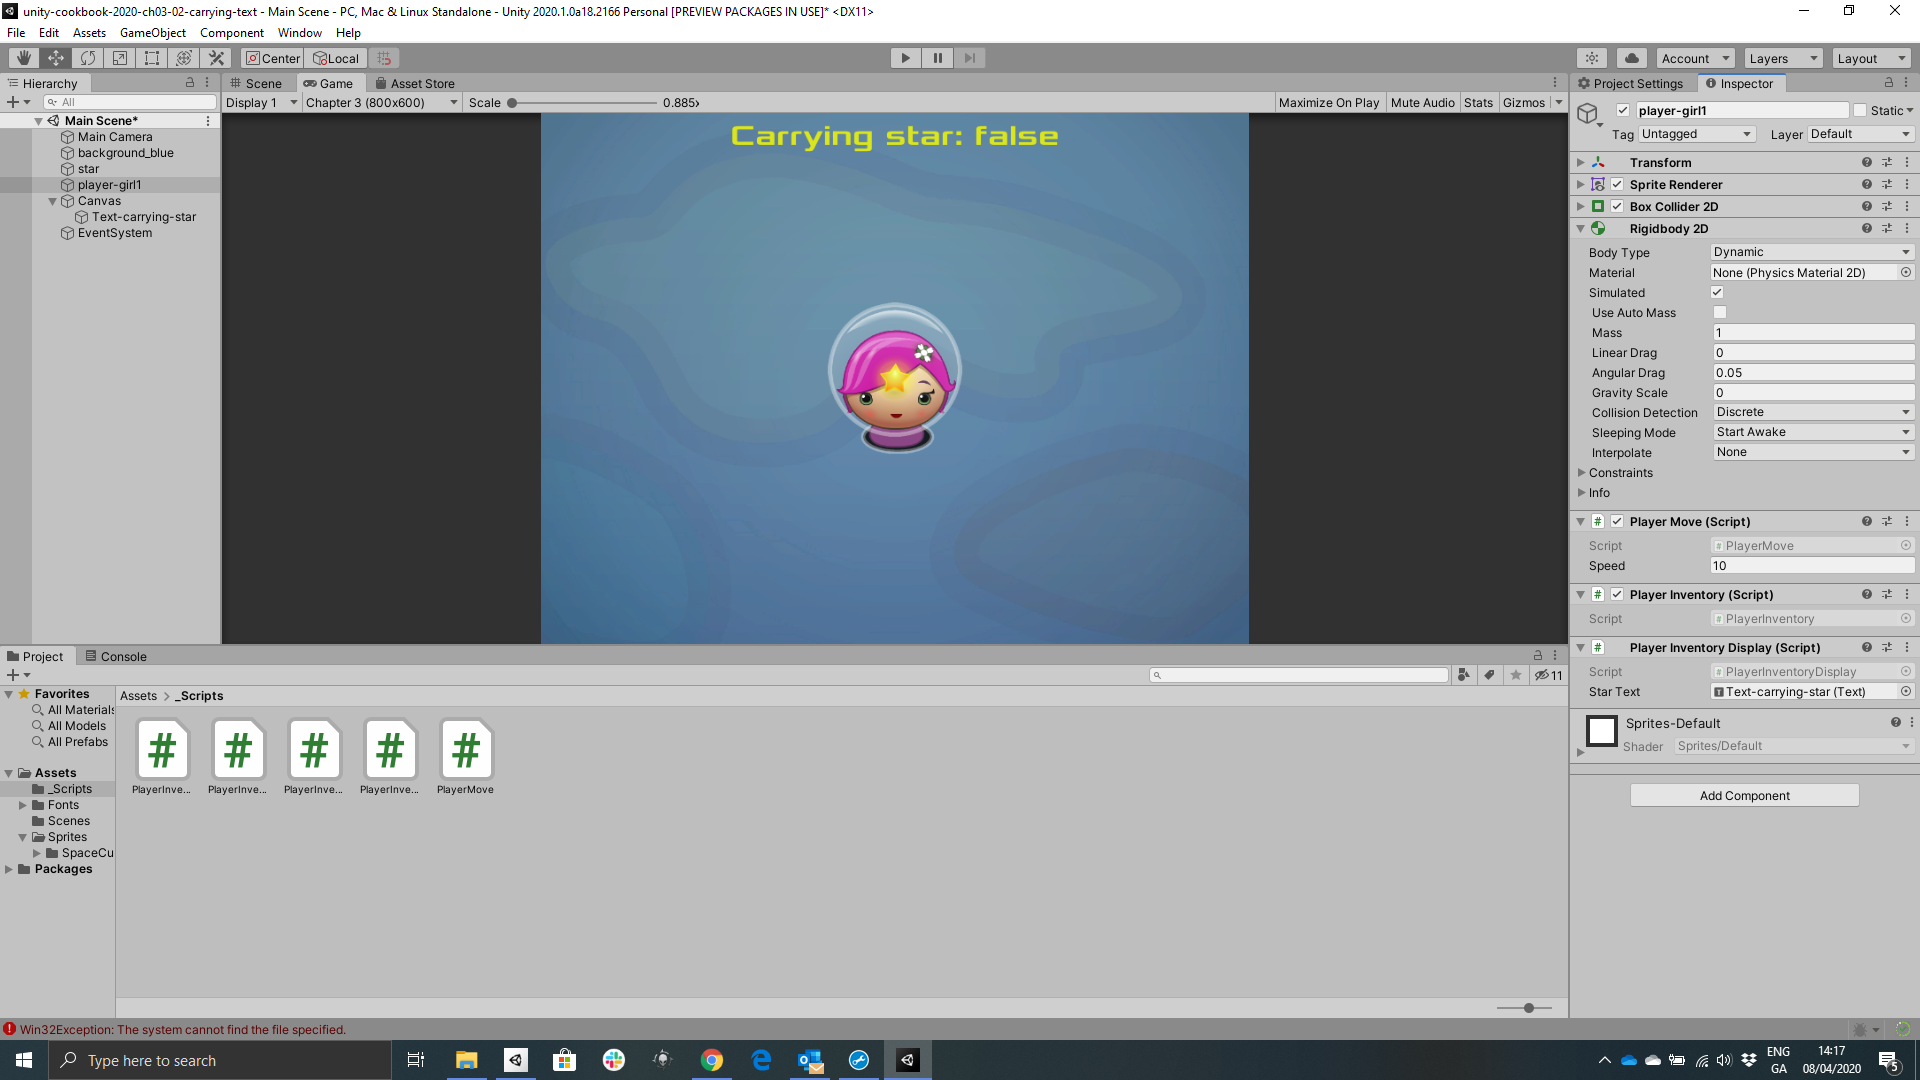 unity-cookbook-2020-ch03-02-carrying-text - Main Scene - PC, Mac & Linux Standalone - Unity 2020.1.0a18.2166 Personal [PREVIEW PACKAGES IN USE]* <DX11>
File Edit Assets GameObject Component Window Help
Center Local Account Layers Layout
Hierarchy
All
Main Scene*
Main Camera
background_blue
star
player-girl1
Canvas
Text-carrying-star
EventSystem
Scene Game Asset Store
Display 1 Chapter 3 (800x600) Scale 0.885x Maximize On Play Mute Audio Stats Gizmos
Carrying star: false
Project Settings Inspector
player-girl1 Static
Tag Untagged Layer Default
Transform
Sprite Renderer
Box Collider 2D
Rigidbody 2D
Body Type Dynamic
Material None (Physics Material 2D)
Simulated
Use Auto Mass
Mass 1
Linear Drag 0
Angular Drag 0.05
Gravity Scale 0
Collision Detection Discrete
Sleeping Mode Start Awake
Interpolate None
Constraints
Info
Player Move (Script)
Script PlayerMove
Speed 10
Player Inventory (Script)
Script PlayerInventory
Player Inventory Display (Script)
Script PlayerInventoryDisplay
Star Text Text-carrying-star (Text)
Sprites-Default
Shader Sprites/Default
Add Component
Project Console
11
Favorites
All Materials
All Models
All Prefabs
Assets
_Scripts
Fonts
Scenes
Sprites
SpaceCu
Packages
Assets > _Scripts
PlayerInve... PlayerInve... PlayerInve... PlayerInve... PlayerMove
Win32Exception: The system cannot find the file specified.
Type here to search
ENG
GA
14:17
08/04/2020
5